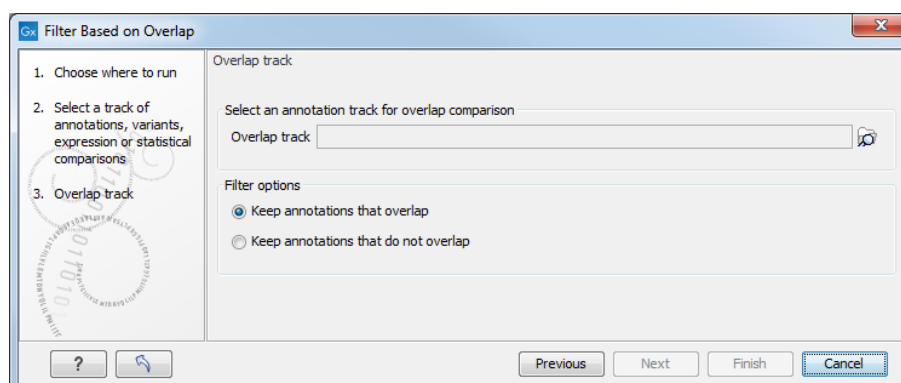 Gx Filter Based on Overlap
1. Choose where to run
2. Select a track of
annotations, variants,
expression or statistical
comparisons
3. Overlap track
Overlap track
Select an annotation track for overlap comparison
Overlap track
Filter options
Keep annotations that overlap
Keep annotations that do not overlap
? Previous Next Finish Cancel